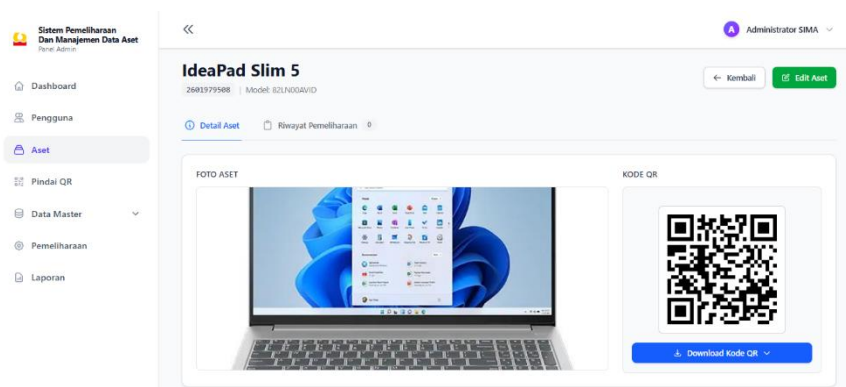 Sistem Pemeliharaan
Dan Manajemen Data Aset
Panel Admin
Dashboard
Pengguna
Aset
Pindai QR
Data Master
Pemeliharaan
Laporan
A Administrator SIMA
IdeaPad Slim 5
2601979508 | Model: 82LN00AVID
← Kembali
Edit Aset
Detail Aset
Riwayat Pemeliharaan 0
FOTO ASET
KODE QR
Download Kode QR